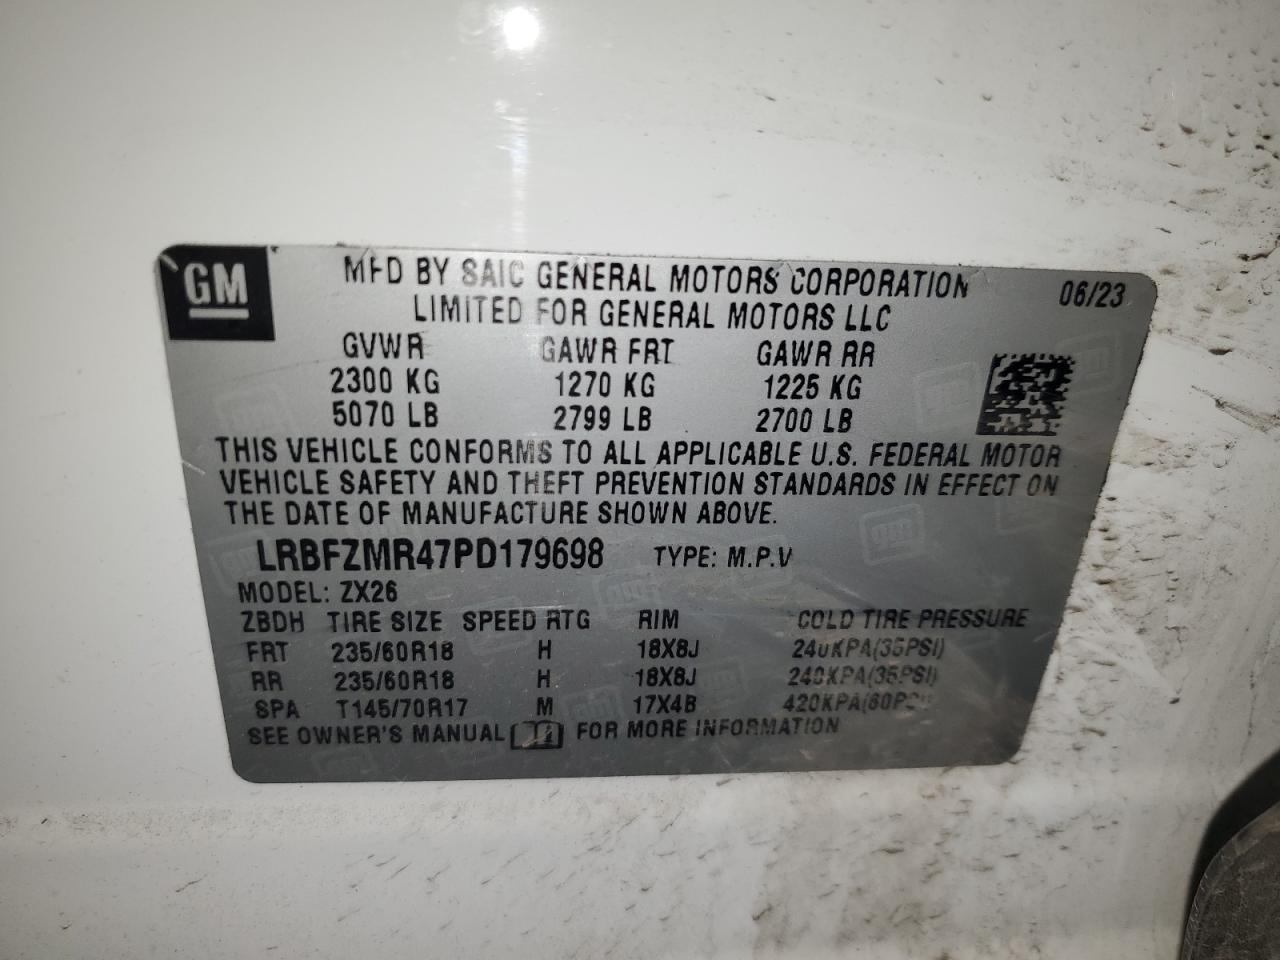 GM
MFD BY SAIC GENERAL MOTORS CORPORATION 06/23
LIMITED FOR GENERAL MOTORS LLC
GVWR GAWR FRT GAWR RR
2300 KG 1270 KG 1225 KG
5070 LB 2799 LB 2700 LB
THIS VEHICLE CONFORMS TO ALL APPLICABLE U.S. FEDERAL MOTOR
VEHICLE SAFETY AND THEFT PREVENTION STANDARDS IN EFFECT ON
THE DATE OF MANUFACTURE SHOWN ABOVE.
LRBFZMR47PD179698 TYPE: M.P.V
MODEL: ZX26
ZBDH TIRE SIZE SPEED RTG RIM COLD TIRE PRESSURE
FRT 235/60R18 H 18X8J 240KPA(35PSI)
RR 235/60R18 H 18X8J 240KPA(35PSI)
SPA T145/70R17 M 17X4B 420KPA(60PSI)
SEE OWNER'S MANUAL FOR MORE INFORMATION